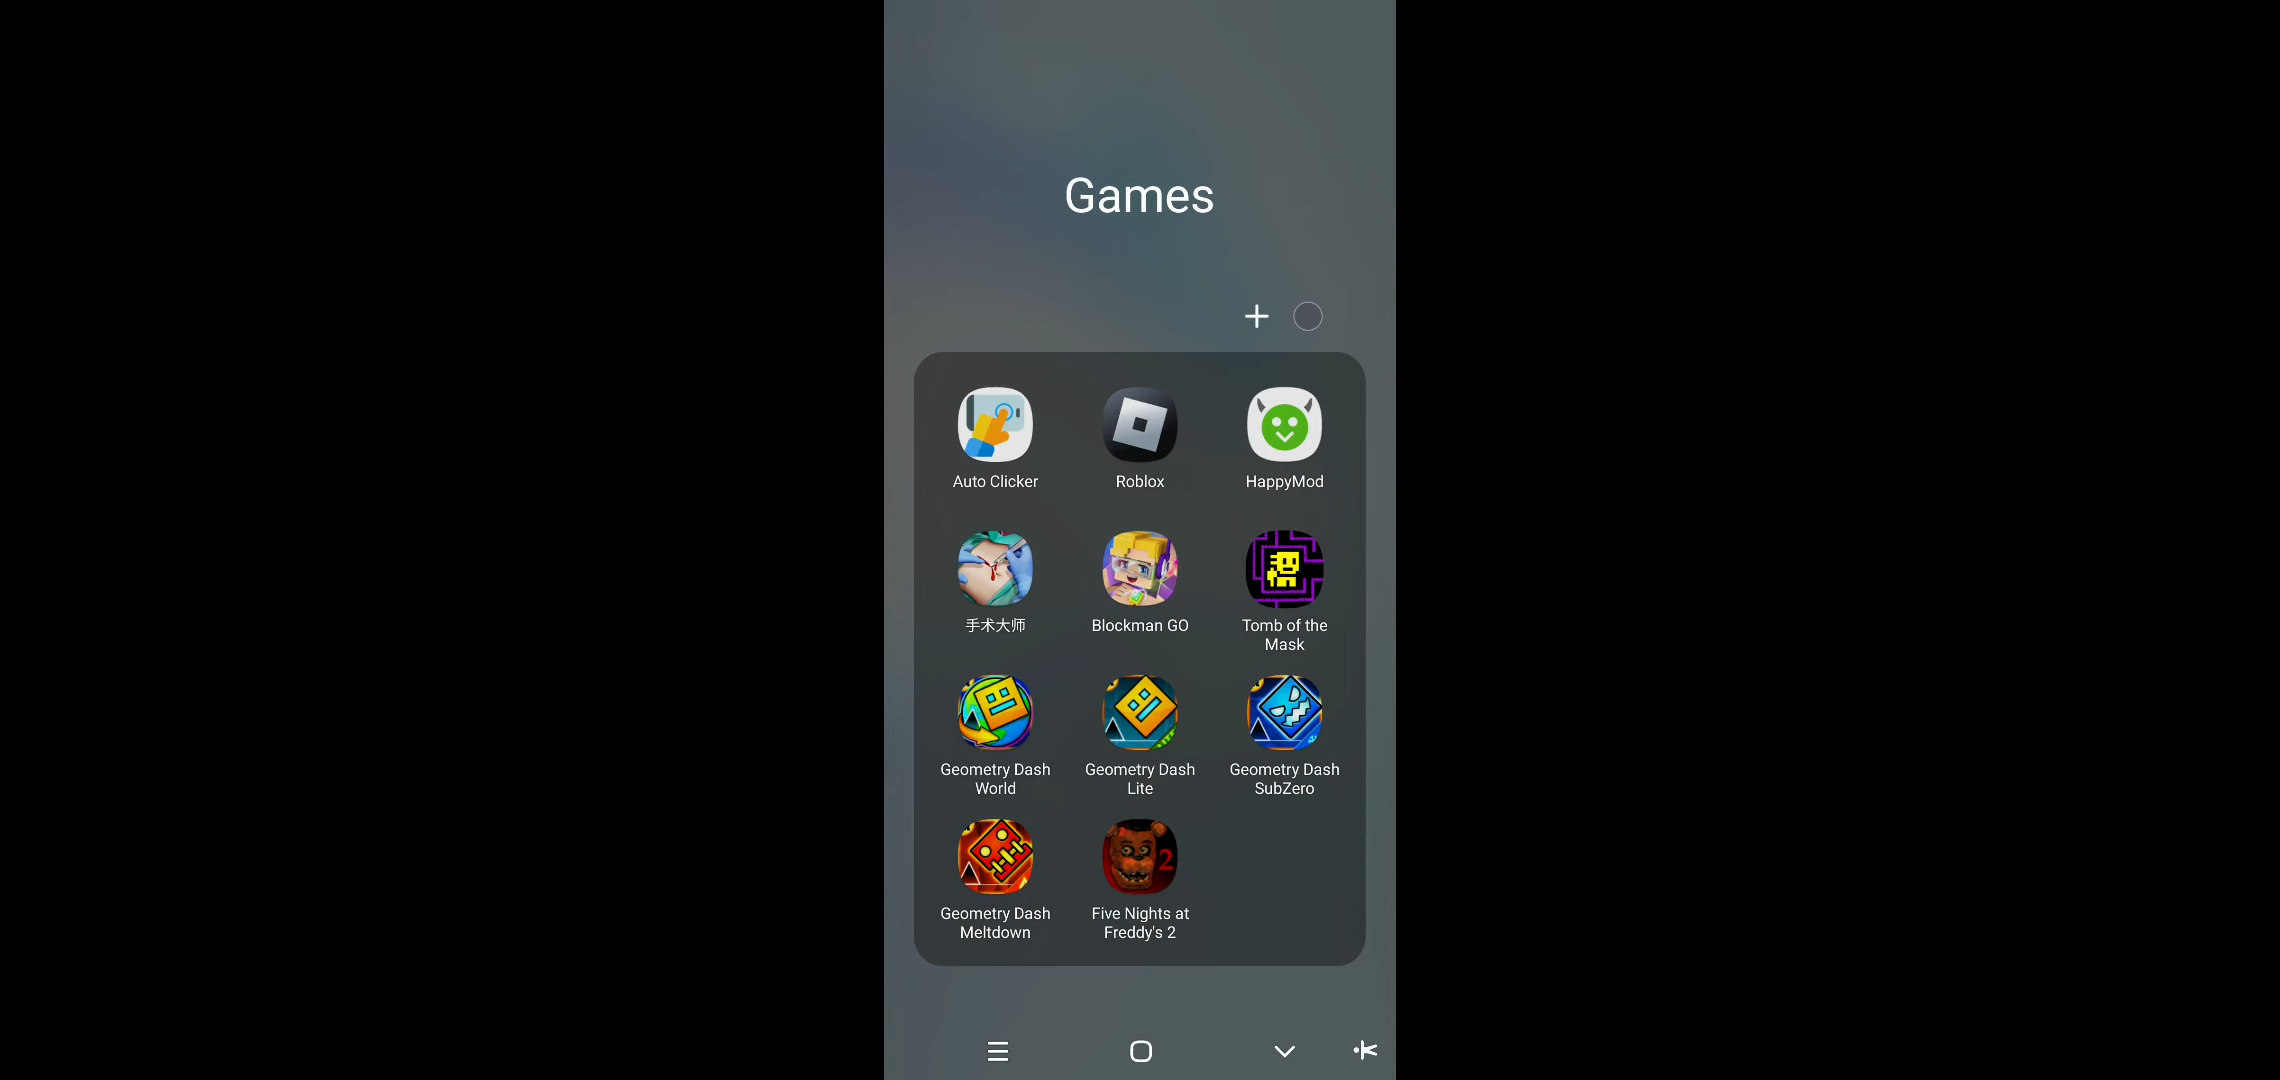 Games
Auto Clicker
Roblox
HappyMod
手术大师
Blockman GO
Tomb of the
Mask
Geometry Dash
World
Geometry Dash
Lite
Geometry Dash
SubZero
Geometry Dash
Meltdown
2
Five Nights at
Freddy's 2